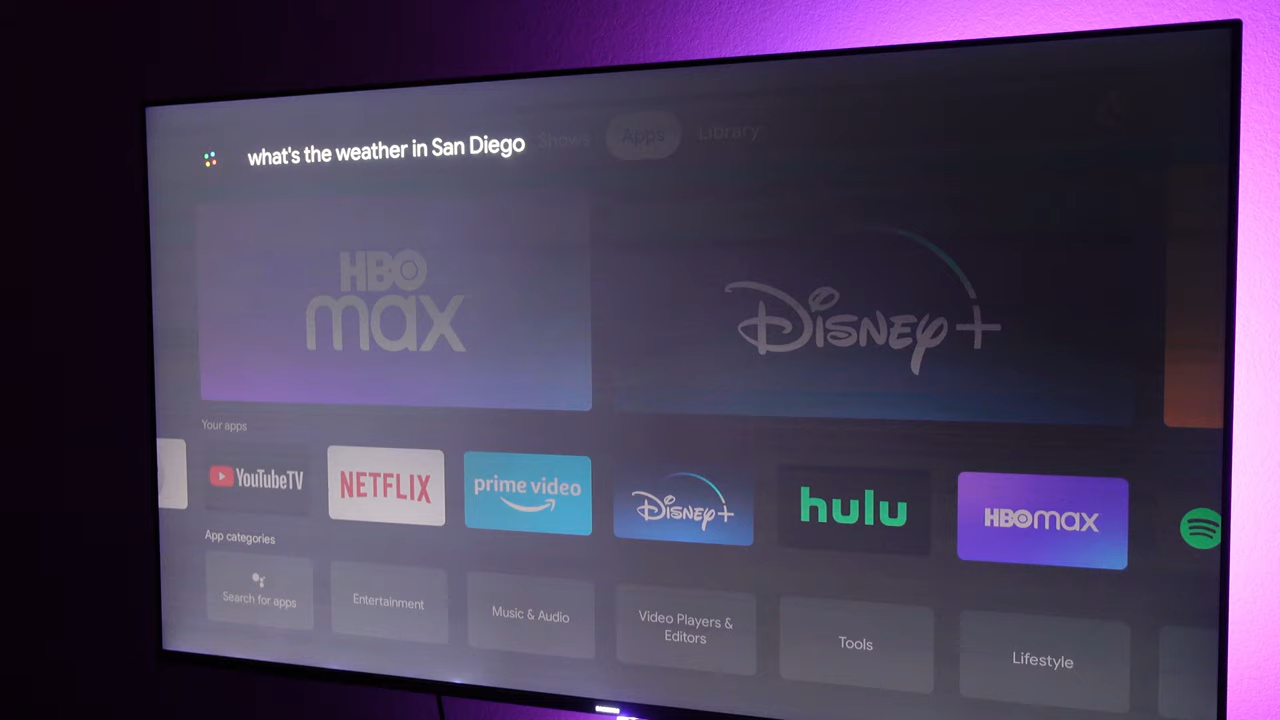 what's the weather in San Diego
Shows
Apps
Library
HBO
max
Disney+
Your apps
YouTubeTV
NETFLIX
prime video
Disney+
hulu
HBOmax
App categories
Search for apps
Entertainment
Music & Audio
Video Players &
Editors
Tools
Lifestyle